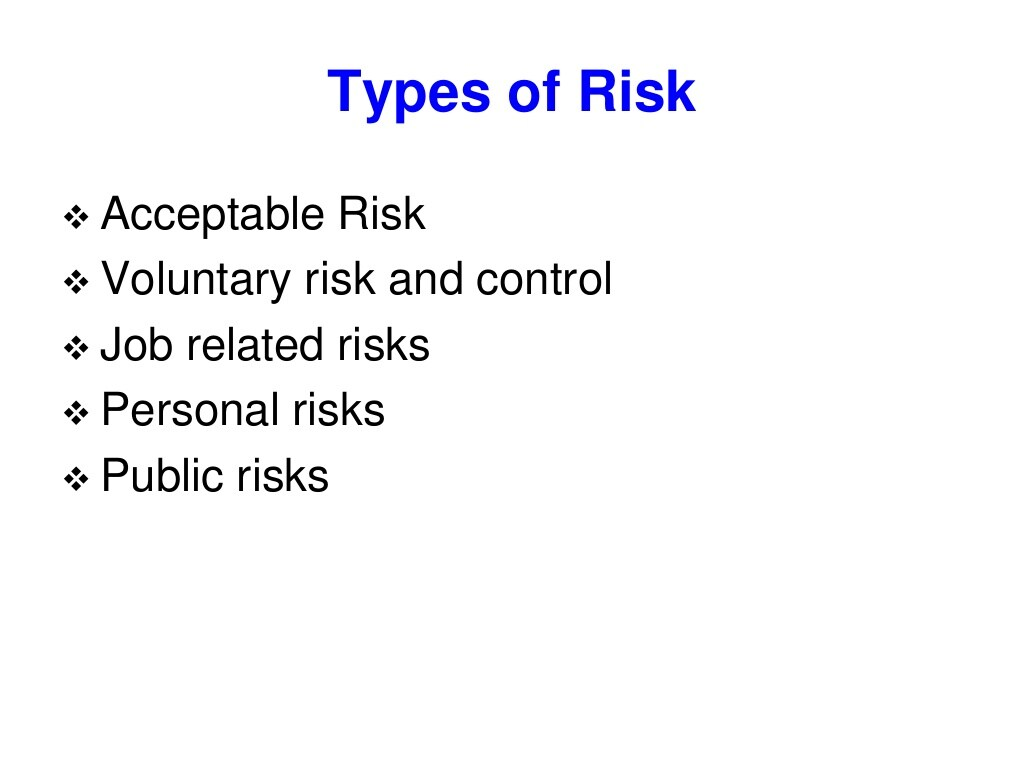 Types of Risk
❖ Acceptable Risk
❖ Voluntary risk and control
❖ Job related risks
❖ Personal risks
❖ Public risks